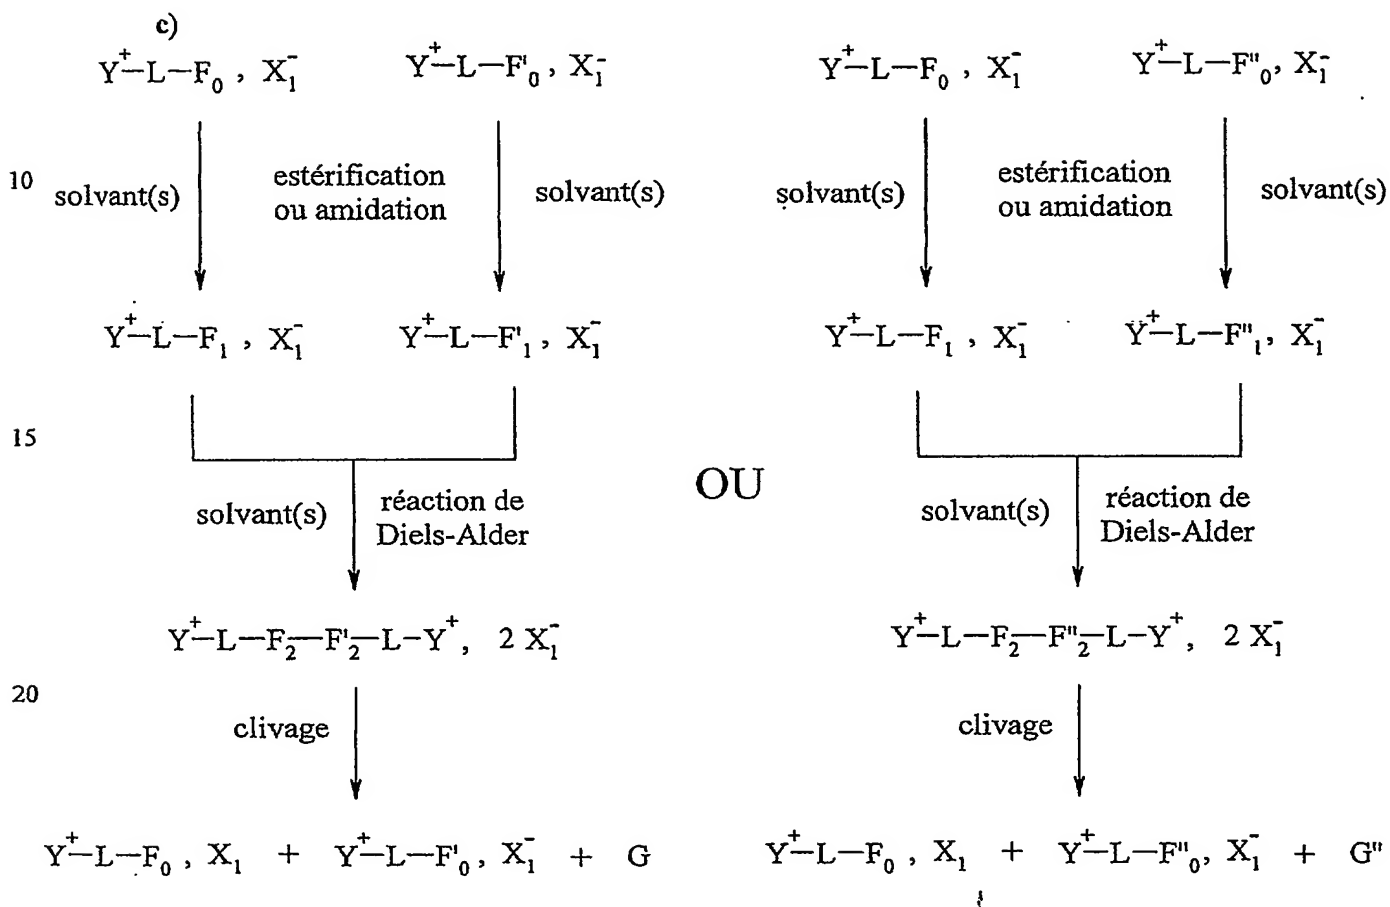 c)
Y⁺—L—F₀ , X₁⁻ Y⁺—L—F'₀ , X₁⁻ Y⁺—L—F₀ , X₁⁻ Y⁺—L—F"₀, X₁⁻
10 solvant(s) estérification ou amidation solvant(s) solvant(s) estérification ou amidation solvant(s)
Y⁺—L—F₁ , X₁⁻ Y⁺—L—F'₁, X₁⁻ Y⁺—L—F₁ , X₁⁻ Y⁺—L—F"₁, X₁⁻
15
OU
solvant(s) réaction de Diels-Alder solvant(s) réaction de Diels-Alder
Y⁺—L—F₂—F'₂—L—Y⁺, 2 X₁⁻ Y⁺—L—F₂—F"₂—L—Y⁺, 2 X₁⁻
20
clivage clivage
Y⁺—L—F₀ , X₁ + Y⁺—L—F'₀, X₁⁻ + G Y⁺—L—F₀ , X₁ + Y⁺—L—F"₀, X₁⁻ + G"